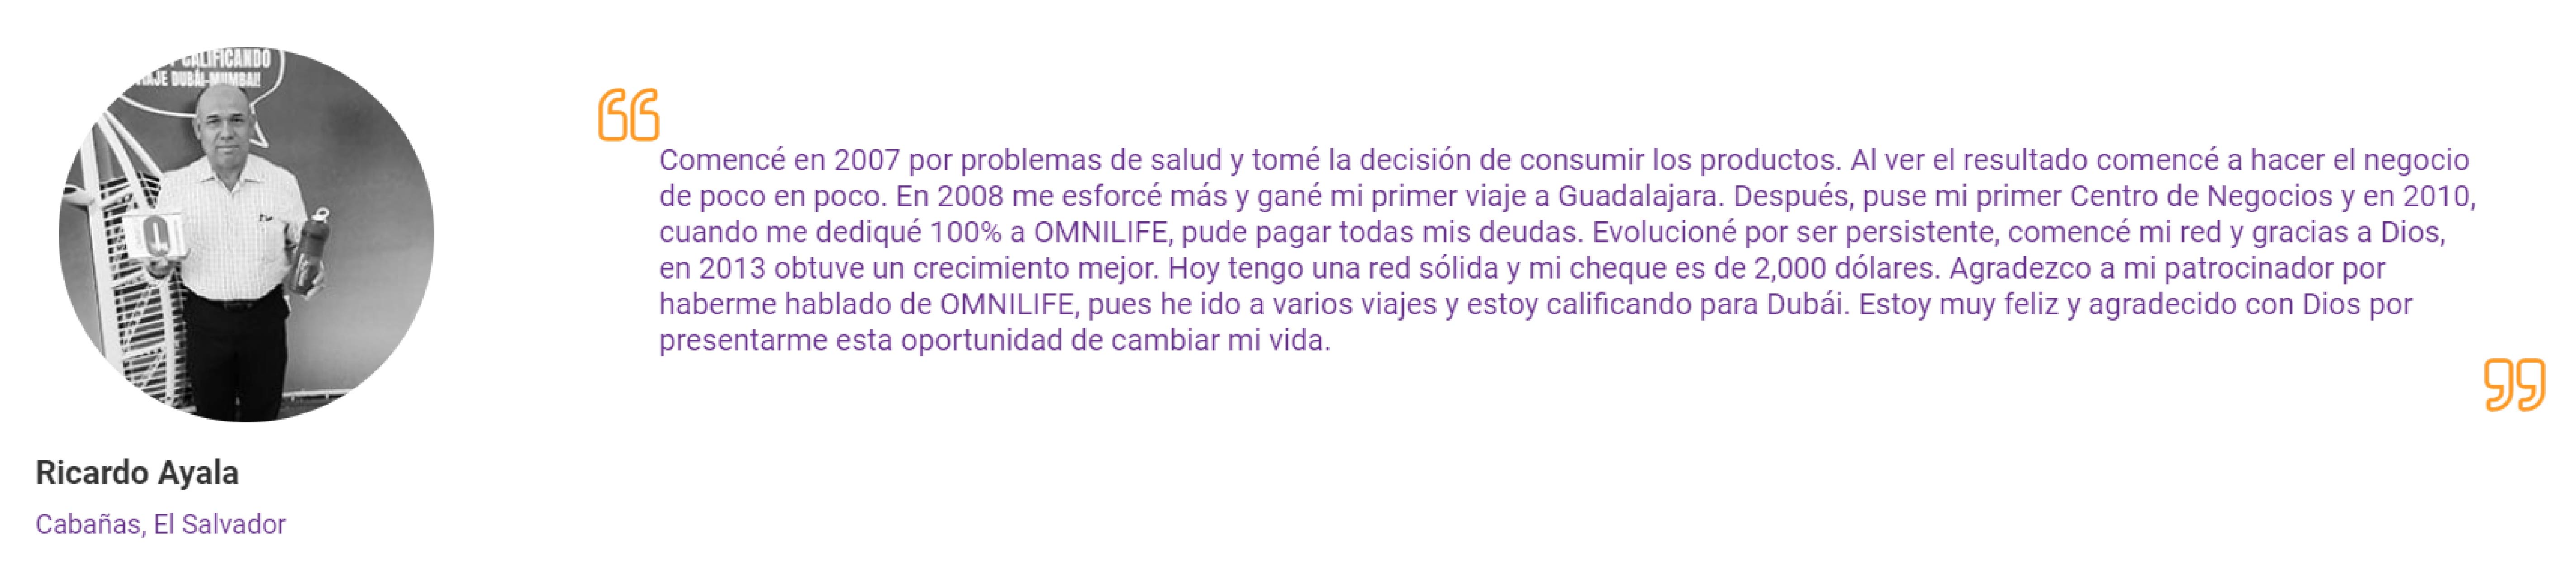 CALIFICANDO
DUBÁI-MUMBAI!
Comencé en 2007 por problemas de salud y tomé la decisión de consumir los productos. Al ver el resultado comencé a hacer el negocio
de poco en poco. En 2008 me esforcé más y gané mi primer viaje a Guadalajara. Después, puse mi primer Centro de Negocios y en 2010,
cuando me dediqué 100% a OMNILIFE, pude pagar todas mis deudas. Evolucioné por ser persistente, comencé mi red y gracias a Dios,
en 2013 obtuve un crecimiento mejor. Hoy tengo una red sólida y mi cheque es de 2,000 dólares. Agradezco a mi patrocinador por
haberme hablado de OMNILIFE, pues he ido a varios viajes y estoy calificando para Dubái. Estoy muy feliz y agradecido con Dios por
presentarme esta oportunidad de cambiar mi vida.
Ricardo Ayala
Cabañas, El Salvador